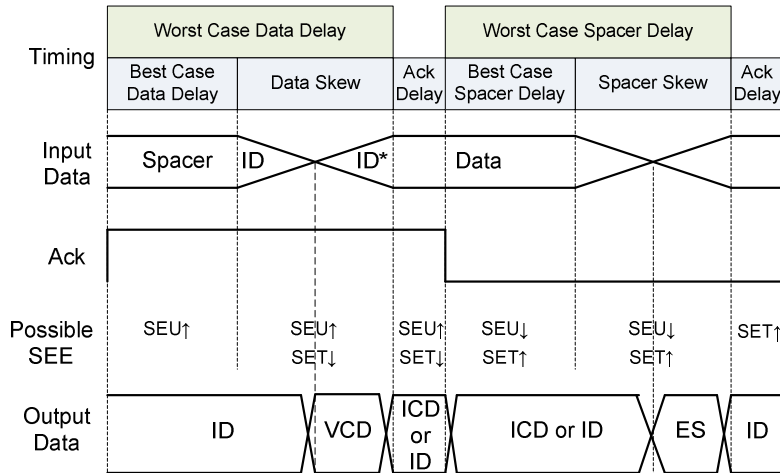 Worst Case Data Delay
Worst Case Spacer Delay
Timing
Best Case
Data Delay
Data Skew
Ack
Delay
Best Case
Spacer Delay
Spacer Skew
Ack
Delay
Input
Data
Spacer
ID
ID*
Data
Ack
Possible
SEE
SEU↑
SEU↑
SET↓
SEU↑
SET↓
SEU↓
SET↑
SEU↓
SET↑
SET↑
Output
Data
ID
VCD
ICD
or
ID
ICD or ID
ES
ID